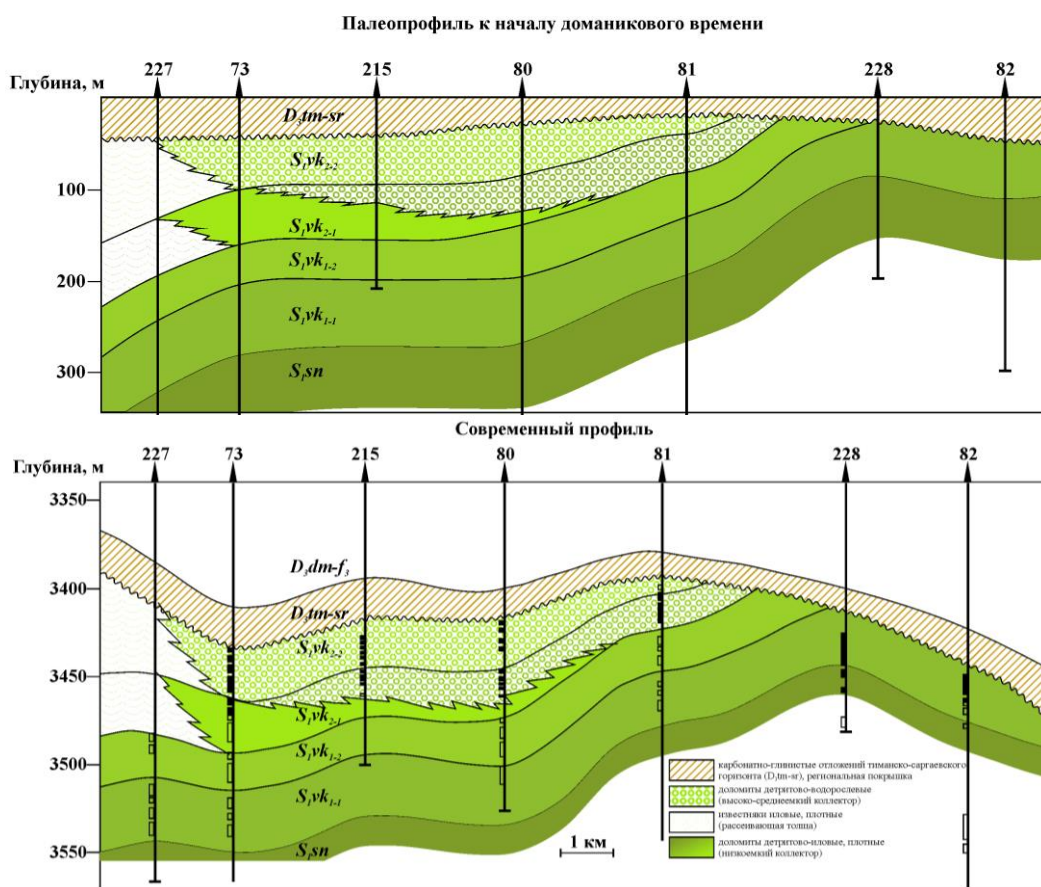 Палеопрофиль к началу доманикового времени
Глубина, м
227 73 215 80 81 228 82
D₃tm-sr
S₁vk₂₋₂
100
S₁vk₂₋₁
S₁vk₁₋₂
200
S₁vk₁₋₁
S₁sn
300
Современный профиль
Глубина, м
227 73 215 80 81 228 82
3350
D₃dm-f₃
3400
D₃tm-sr
S₁vk₂₋₂
3450
S₁vk₂₋₁
S₁vk₁₋₂
3500
S₁vk₁₋₁
3550
S₁sn
1 км
карбонатно-глинистые отложений тиманско-саргаевского
горизонта (D₃tm-sr), региональная покрышка
доломиты детритово-водорослевые
(высоко-среднеемкий коллектор)
известняки иловые, плотные
(рассеивающая толща)
доломиты детритово-иловые, плотные
(низкоемкий коллектор)